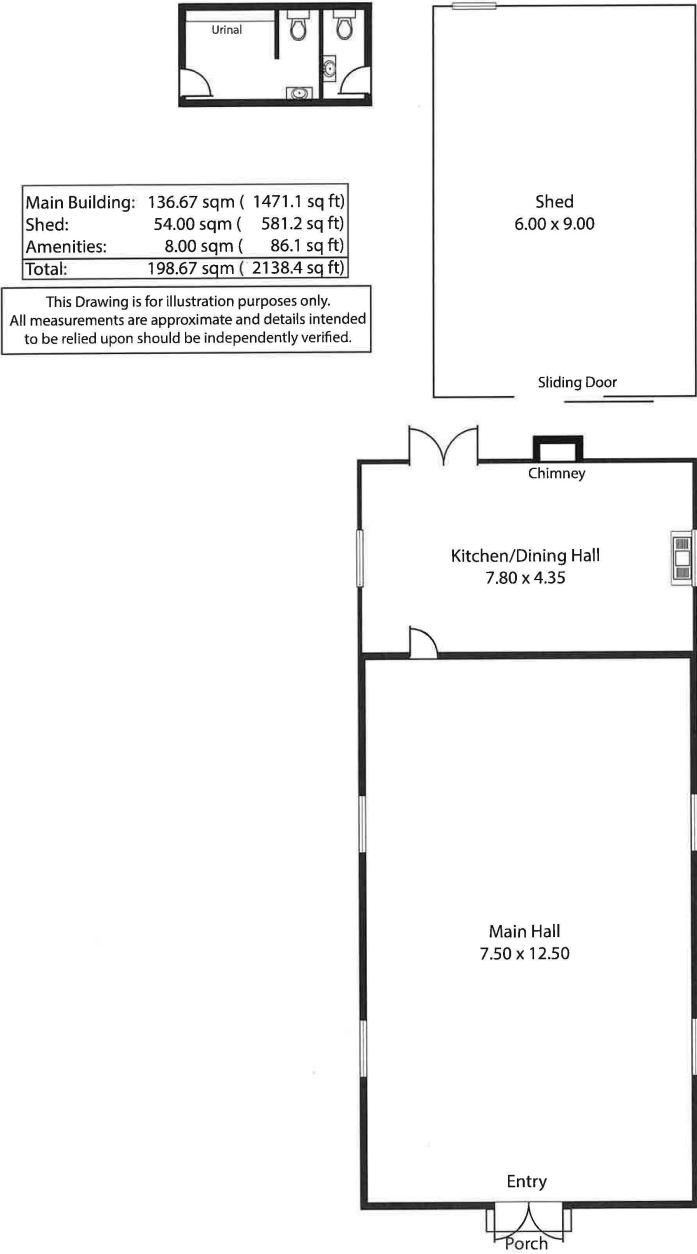 Urinal
Main Building: 136.67 sqm ( 1471.1 sq ft)
Shed: 54.00 sqm ( 581.2 sq ft)
Amenities: 8.00 sqm ( 86.1 sq ft)
Total: 198.67 sqm ( 2138.4 sq ft)
This Drawing is for illustration purposes only.
All measurements are approximate and details intended
to be relied upon should be independently verified.
Shed
6.00 x 9.00
Sliding Door
Chimney
Kitchen/Dining Hall
7.80 x 4.35
Main Hall
7.50 x 12.50
Entry
Porch